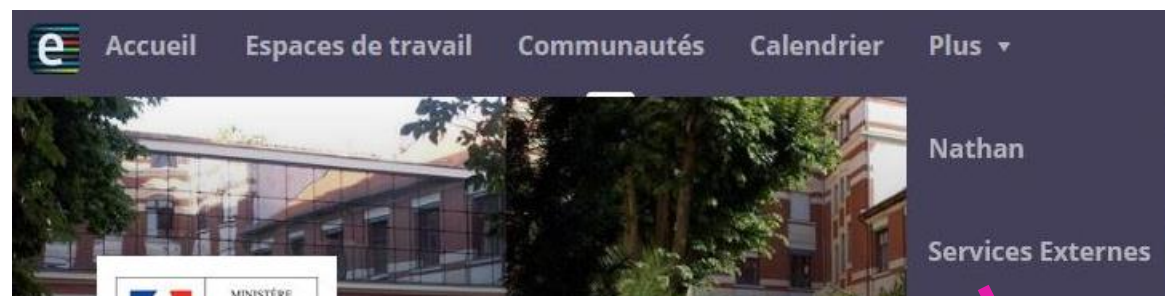 e Accueil Espaces de travail Communautés Calendrier Plus
Nathan
Services Externes
MINISTÈRE